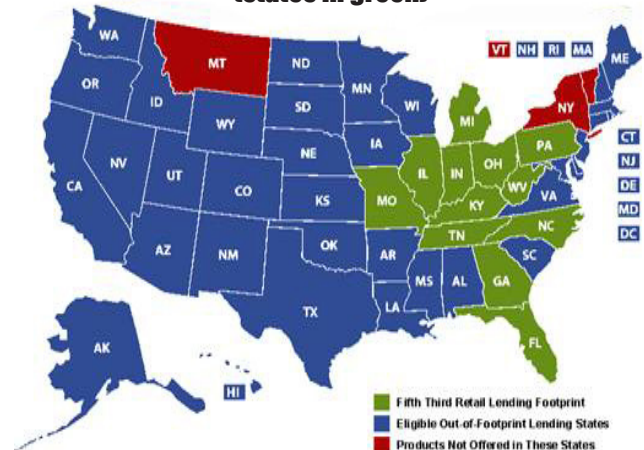 (states in green)
WA
MT
ND
MN
VT NH RI MA
ME
OR
ID
SD
WI
MI
NY
WY
IA
PA
CT
NE
IL
IN
OH
NJ
NV
UT
CO
WV
DE
CA
KS
MO
KY
VA
MD
DC
TN
NC
AZ
NM
OK
AR
SC
MS
AL
GA
TX
LA
FL
AK
HI
Fifth Third Retail Lending Footprint
Eligible Out-of-Footprint Lending States
Products Not Offered in These States